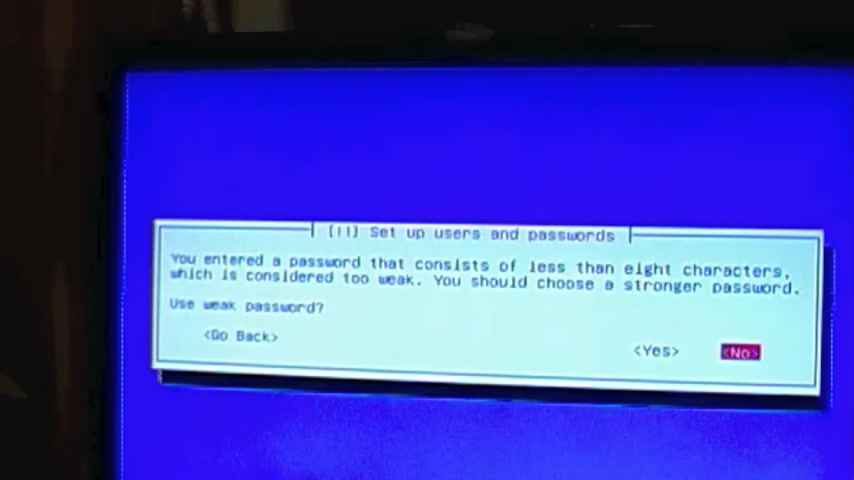 [!!] Set up users and passwords
You entered a password that consists of less than eight characters,
which is considered too weak. You should choose a stronger password.
Use weak password?
<Go Back>
<Yes> <No>